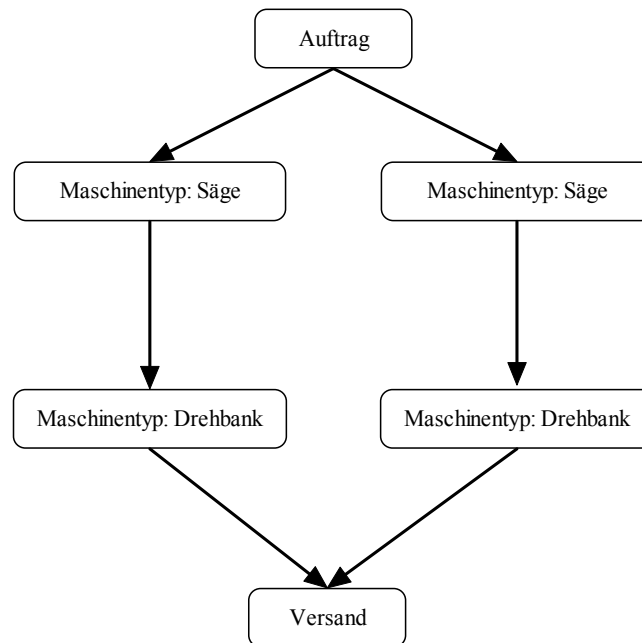 Auftrag
Maschinentyp: Säge
Maschinentyp: Säge
Maschinentyp: Drehbank
Maschinentyp: Drehbank
Versand